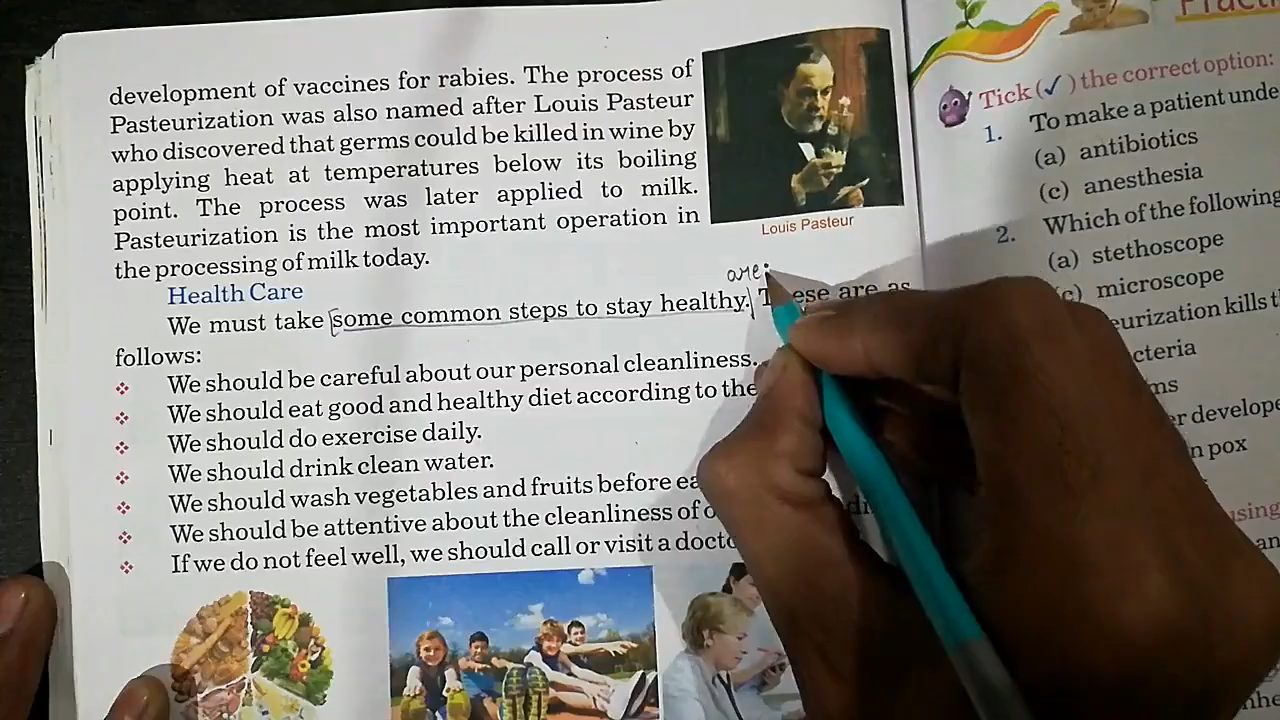 development of vaccines for rabies. The process of
Pasteurization was also named after Louis Pasteur
who discovered that germs could be killed in wine by
applying heat at temperatures below its boiling
point. The process was later applied to milk.
Pasteurization is the most important operation in
the processing of milk today.
Louis Pasteur
are:
Health Care
We must take some common steps to stay healthy. These are as
follows:
❖ We should be careful about our personal cleanliness.
❖ We should eat good and healthy diet according to the
❖ We should do exercise daily.
❖ We should drink clean water.
❖ We should wash vegetables and fruits before
❖ We should be attentive about the cleanliness of
❖ If we do not feel well, we should call or visit a
Tick (✓) the correct option:
1. To make a patient
(a) antibiotics
(c) anesthesia
2. Which of the following
(a) stethoscope
(c) microscope
kills